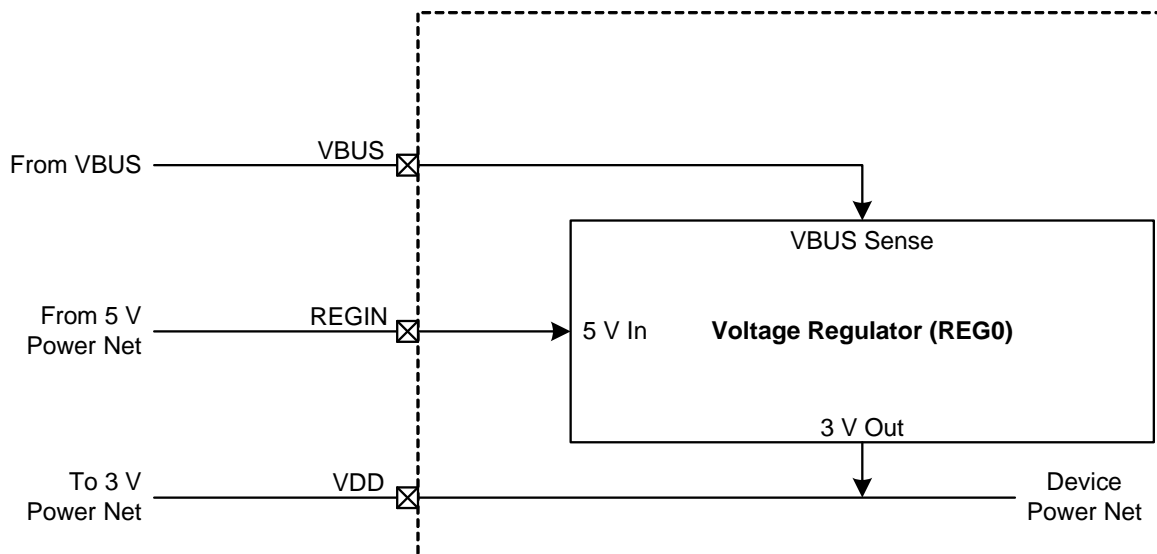 From VBUS
VBUS
VBUS Sense
From 5 V
Power Net
REGIN
5 V In
Voltage Regulator (REG0)
3 V Out
To 3 V
Power Net
VDD
Device
Power Net